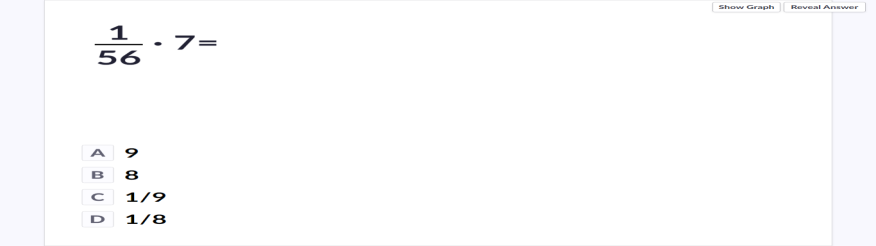 Show Graph Reveal Answer
1/56 · 7=
A 9
B 8
C 1/9
D 1/8